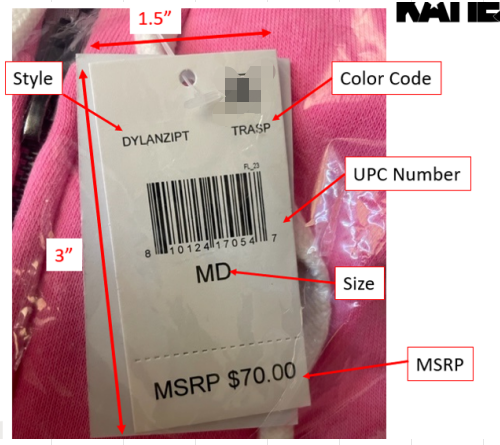 1.5”
Style
Color Code
DYLANZIPT
TRASP
FL_23
UPC Number
8 10124 17054 7
3”
MD
Size
MSRP $70.00
MSRP